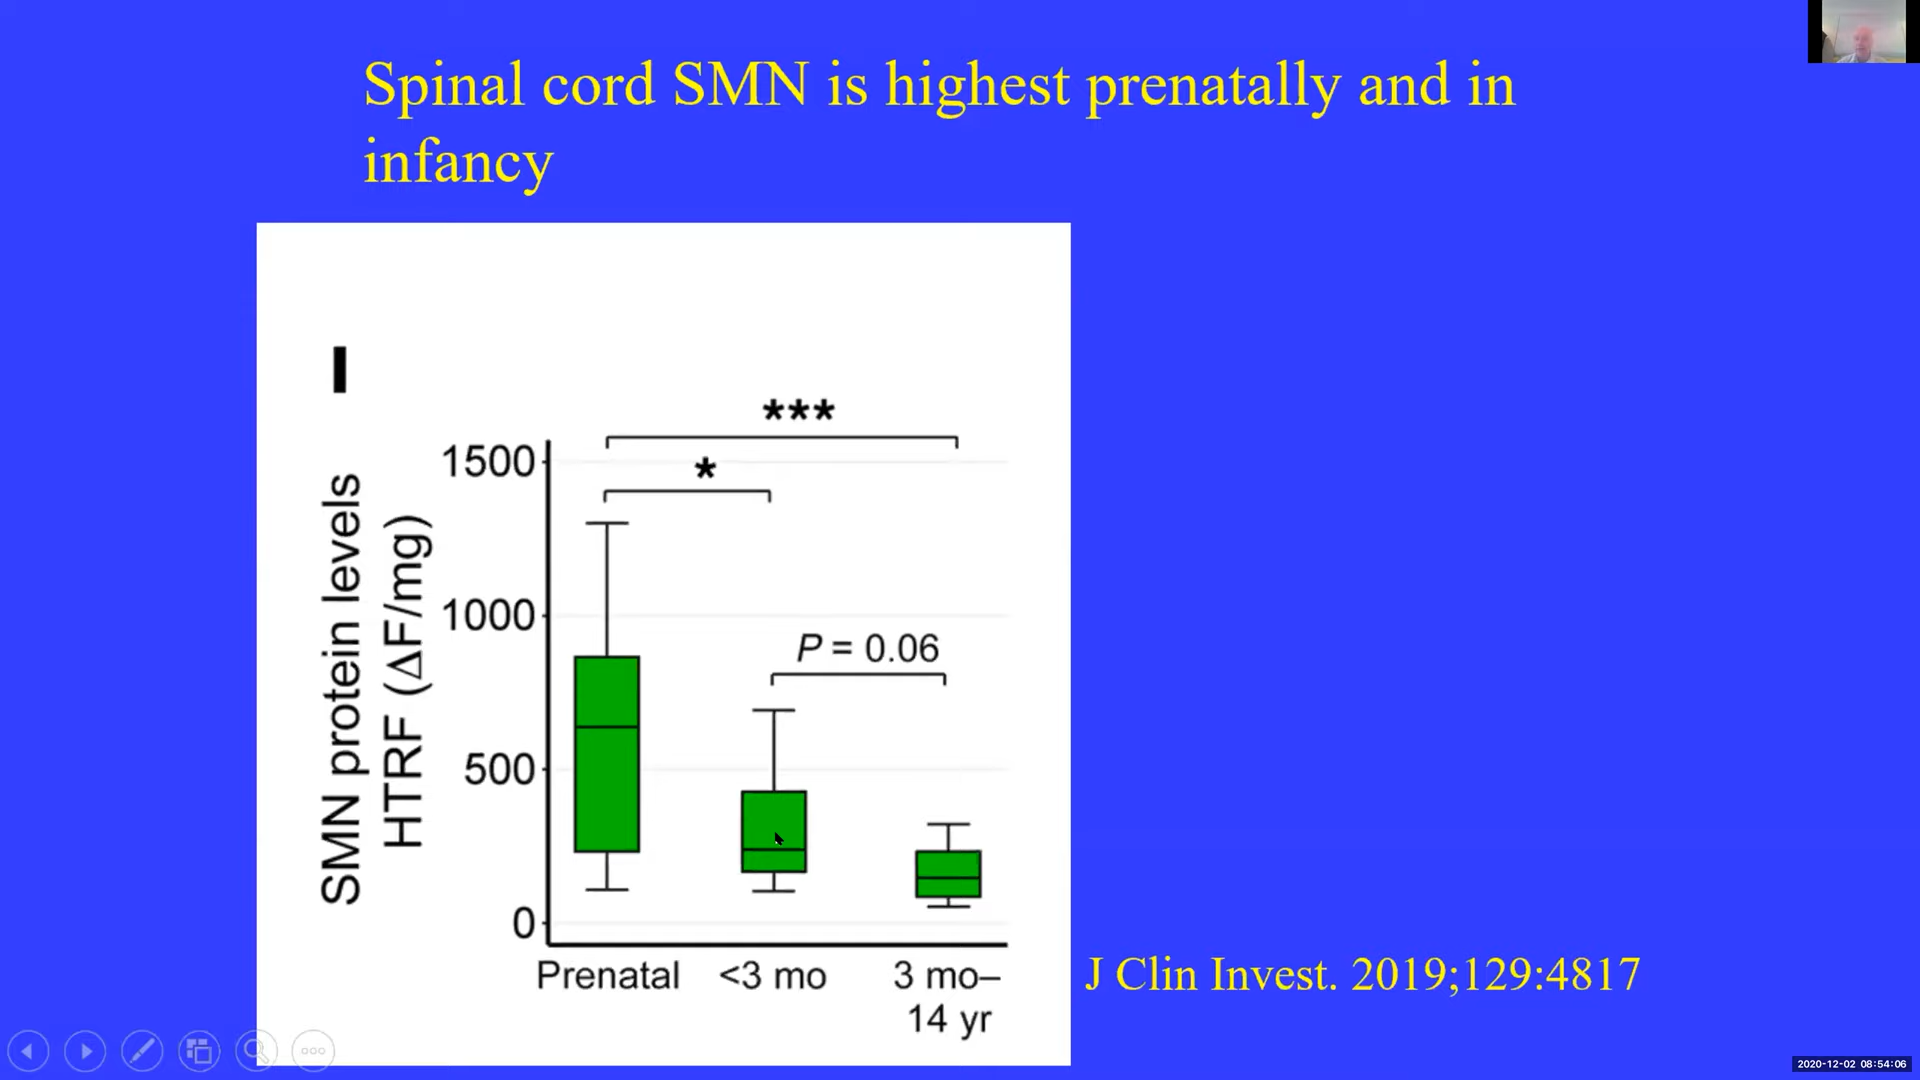 Spinal cord SMN is highest prenatally and in
infancy
I
SMN protein levels
HTRF (ΔF/mg)
***
1500
*
1000
P = 0.06
500
0
Prenatal
<3 mo
3 mo–
14 yr
J Clin Invest. 2019;129:4817
2020-12-02 08:54:06